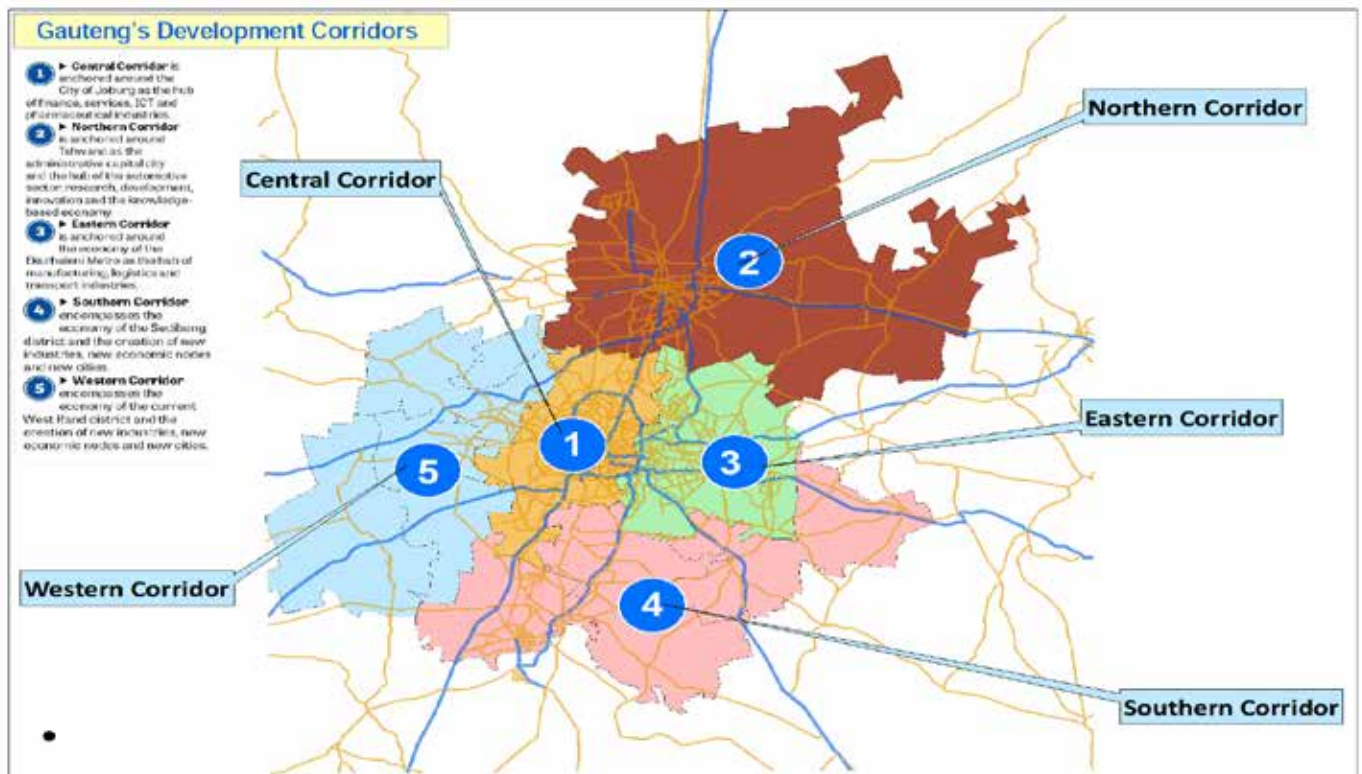 Gauteng's Development Corridors
1 ► Central Corridor is
anchored around the
City of Joburg as the hub
of finance, services, ICT and
pharmaceutical industries.
2 ► Northern Corridor
is anchored around
Tshwane as the
administrative capital city
and the hub of the automotive
sector, research, development,
innovation and the knowledge-
based economy
3 ► Eastern Corridor
is anchored around
the economy of the
Ekurhuleni Metro as the hub of
manufacturing, logistics and
transport industries.
4 ► Southern Corridor
encompasses the
economy of the Sedibeng
district and the creation of new
industries, new economic nodes
and new cities.
5 ► Western Corridor
encompasses the
economy of the current
West Rand district and the
creation of new industries, new
economic nodes and new cities.
Northern Corridor
Central Corridor
2
Eastern Corridor
1
3
5
Western Corridor
4
Southern Corridor